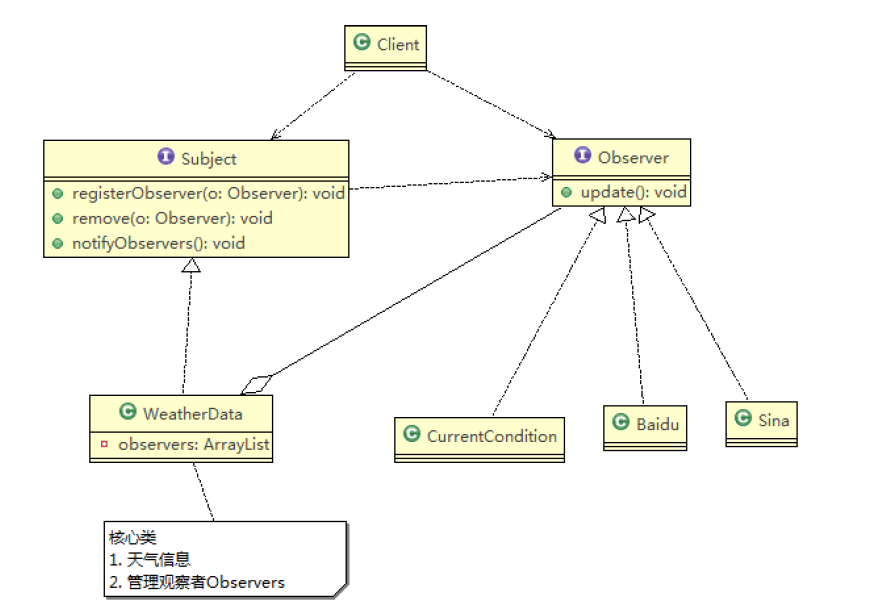 C Client
I Subject
registerObserver(o: Observer): void
remove(o: Observer): void
notifyObservers(): void
I Observer
update(): void
C WeatherData
observers: ArrayList
C CurrentCondition
C Baidu
C Sina
核心类
1. 天气信息
2. 管理观察者Observers